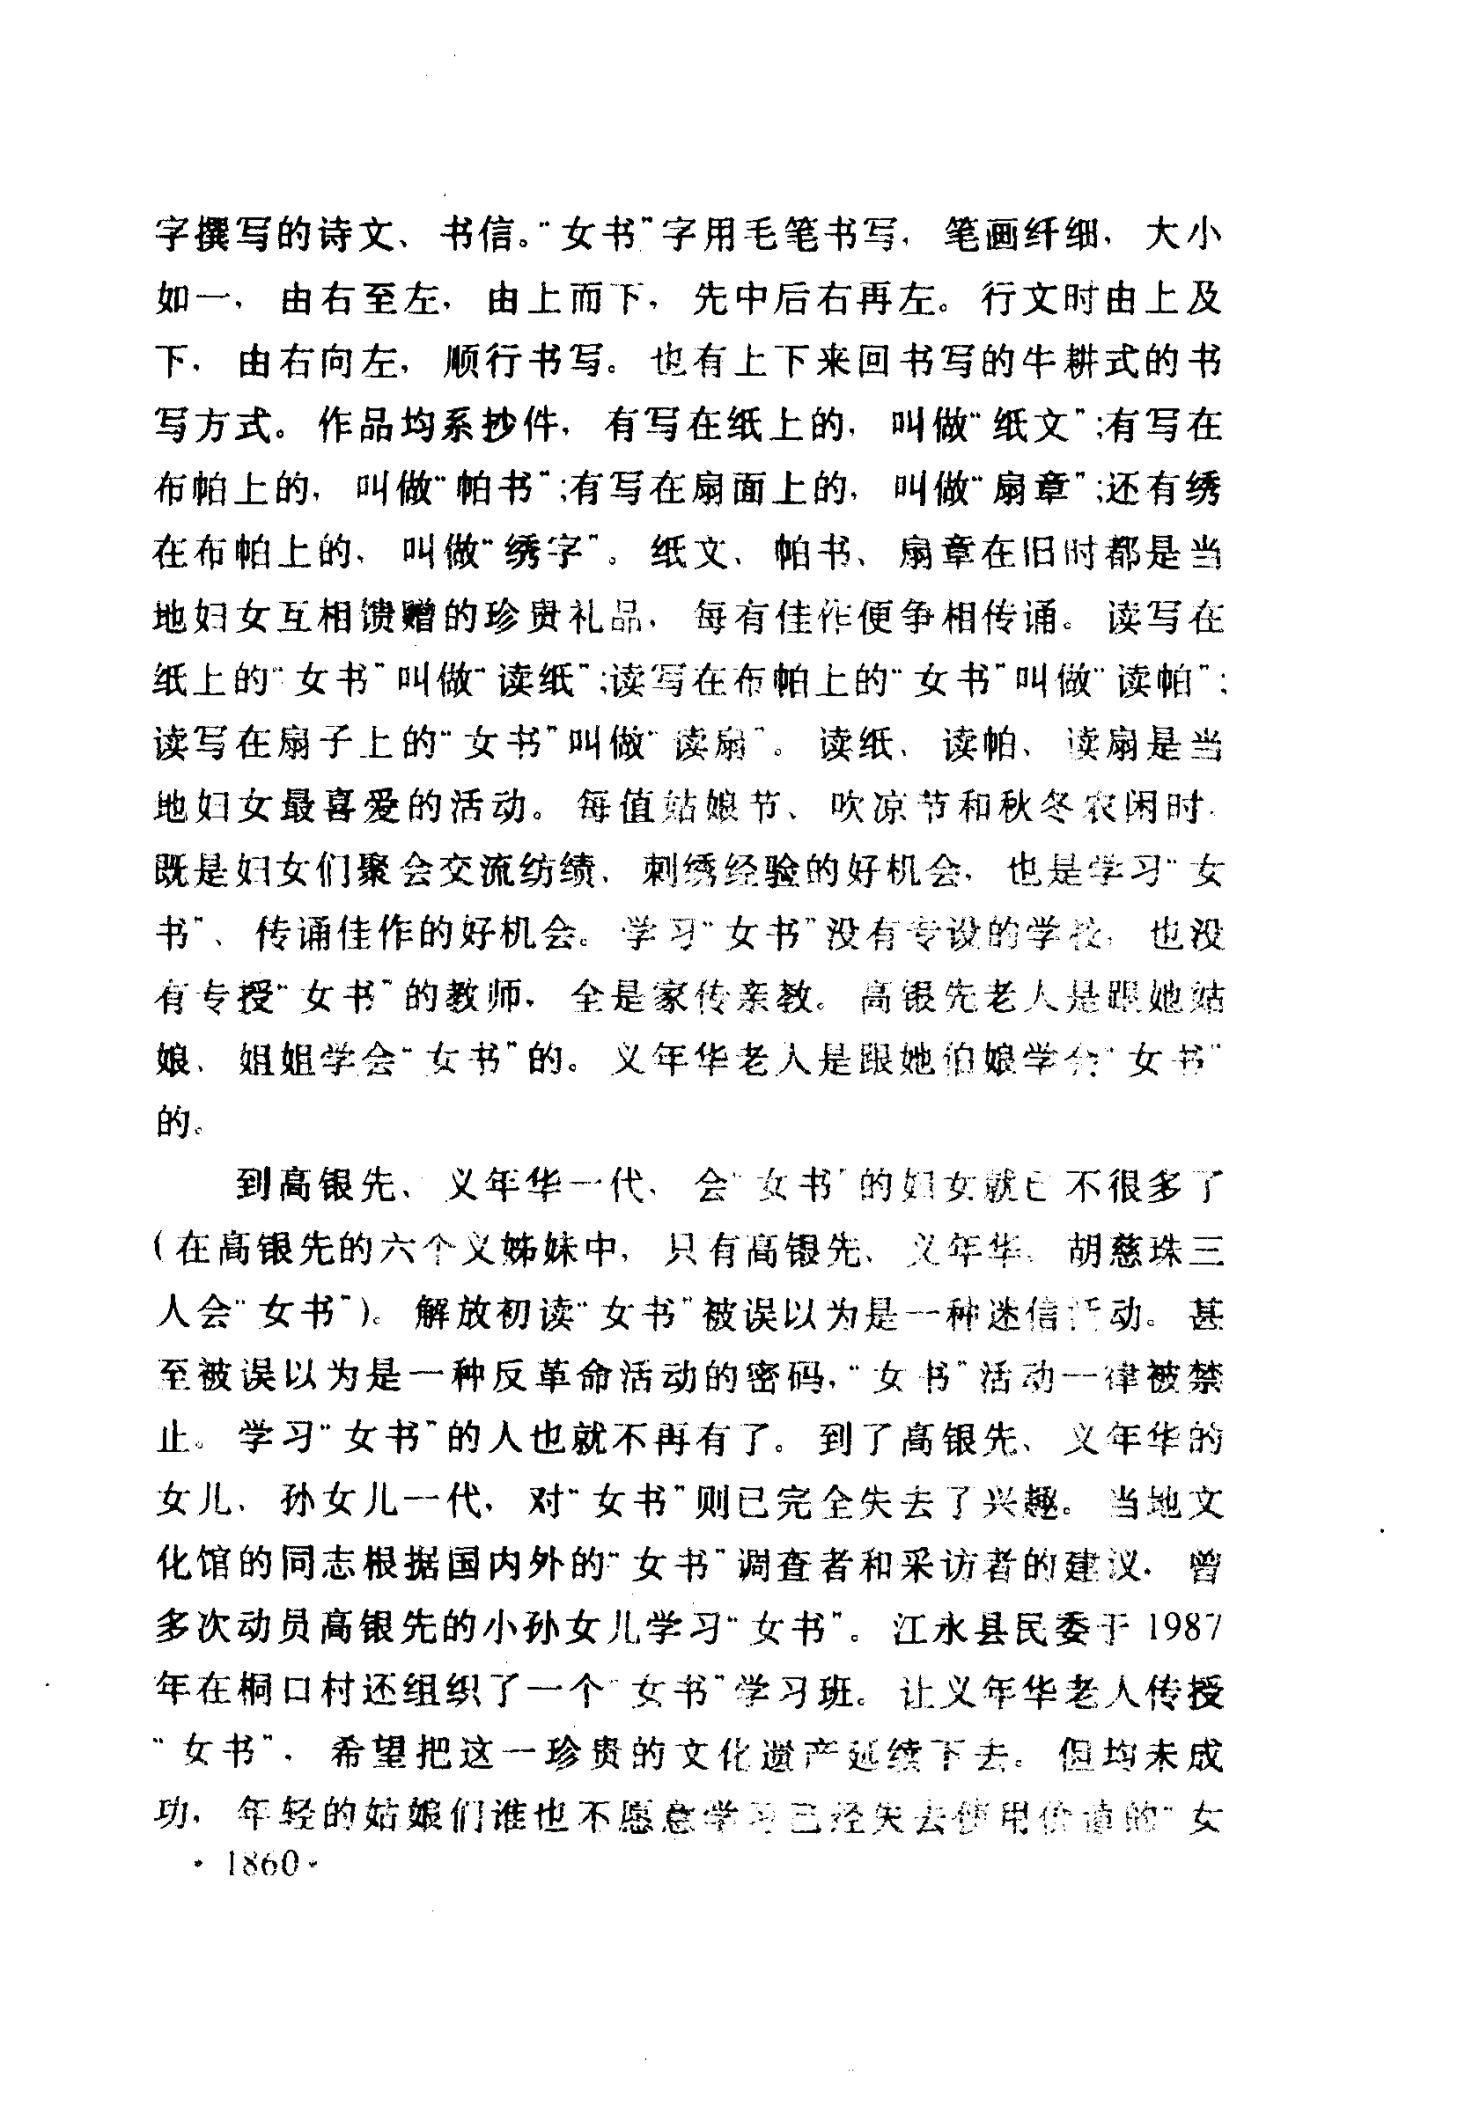 字撰写的诗文、书信。“女书”字用毛笔书写，笔画纤细，大小
如一，由右至左，由上而下，先中后右再左。行文时由上及
下，由右向左，顺行书写。也有上下来回书写的牛耕式的书
写方式。作品均系抄件，有写在纸上的，叫做“纸文”；有写在
布帕上的，叫做“帕书”；有写在扇面上的，叫做“扇章”；还有绣
在布帕上的，叫做“绣字”。纸文、帕书、扇章在旧时都是当
地妇女互相馈赠的珍贵礼品，每有佳作便争相传诵。读写在
纸上的“女书”叫做“读纸”；读写在布帕上的“女书”叫做“读帕”；
读写在扇子上的“女书”叫做“读扇”。读纸、读帕、读扇是当
地妇女最喜爱的活动。每值姑娘节、吹凉节和秋冬农闲时，
既是妇女们聚会交流纺绩、刺绣经验的好机会，也是学习“女
书”、传诵佳作的好机会。学习“女书”没有专设的学校，也没
有专授“女书”的教师，全是家传亲教。高银先老人是跟她姑
娘、姐姐学会“女书”的。义年华老人是跟她伯娘学会“女书”
的。
到高银先、义年华一代，会“女书”的妇女就已不很多了
（在高银先的六个义姊妹中，只有高银先、义年华、胡慈珠三
人会“女书”）。解放初读“女书”被误以为是一种迷信活动。甚
至被误以为是一种反革命活动的密码，“女书”活动一律被禁
止。学习“女书”的人也就不再有了。到了高银先、义年华的
女儿、孙女儿一代，对“女书”则已完全失去了兴趣。当地文
化馆的同志根据国内外的“女书”调查者和采访者的建议，曾
多次动员高银先的小孙女儿学习“女书”。江永县民委于1987
年在桐口村还组织了一个“女书”学习班。让义年华老人传授
“女书”，希望把这一珍贵的文化遗产延续下去。但均未成
功，年轻的姑娘们谁也不愿意学习已经失去使用价值的“女
·1860·